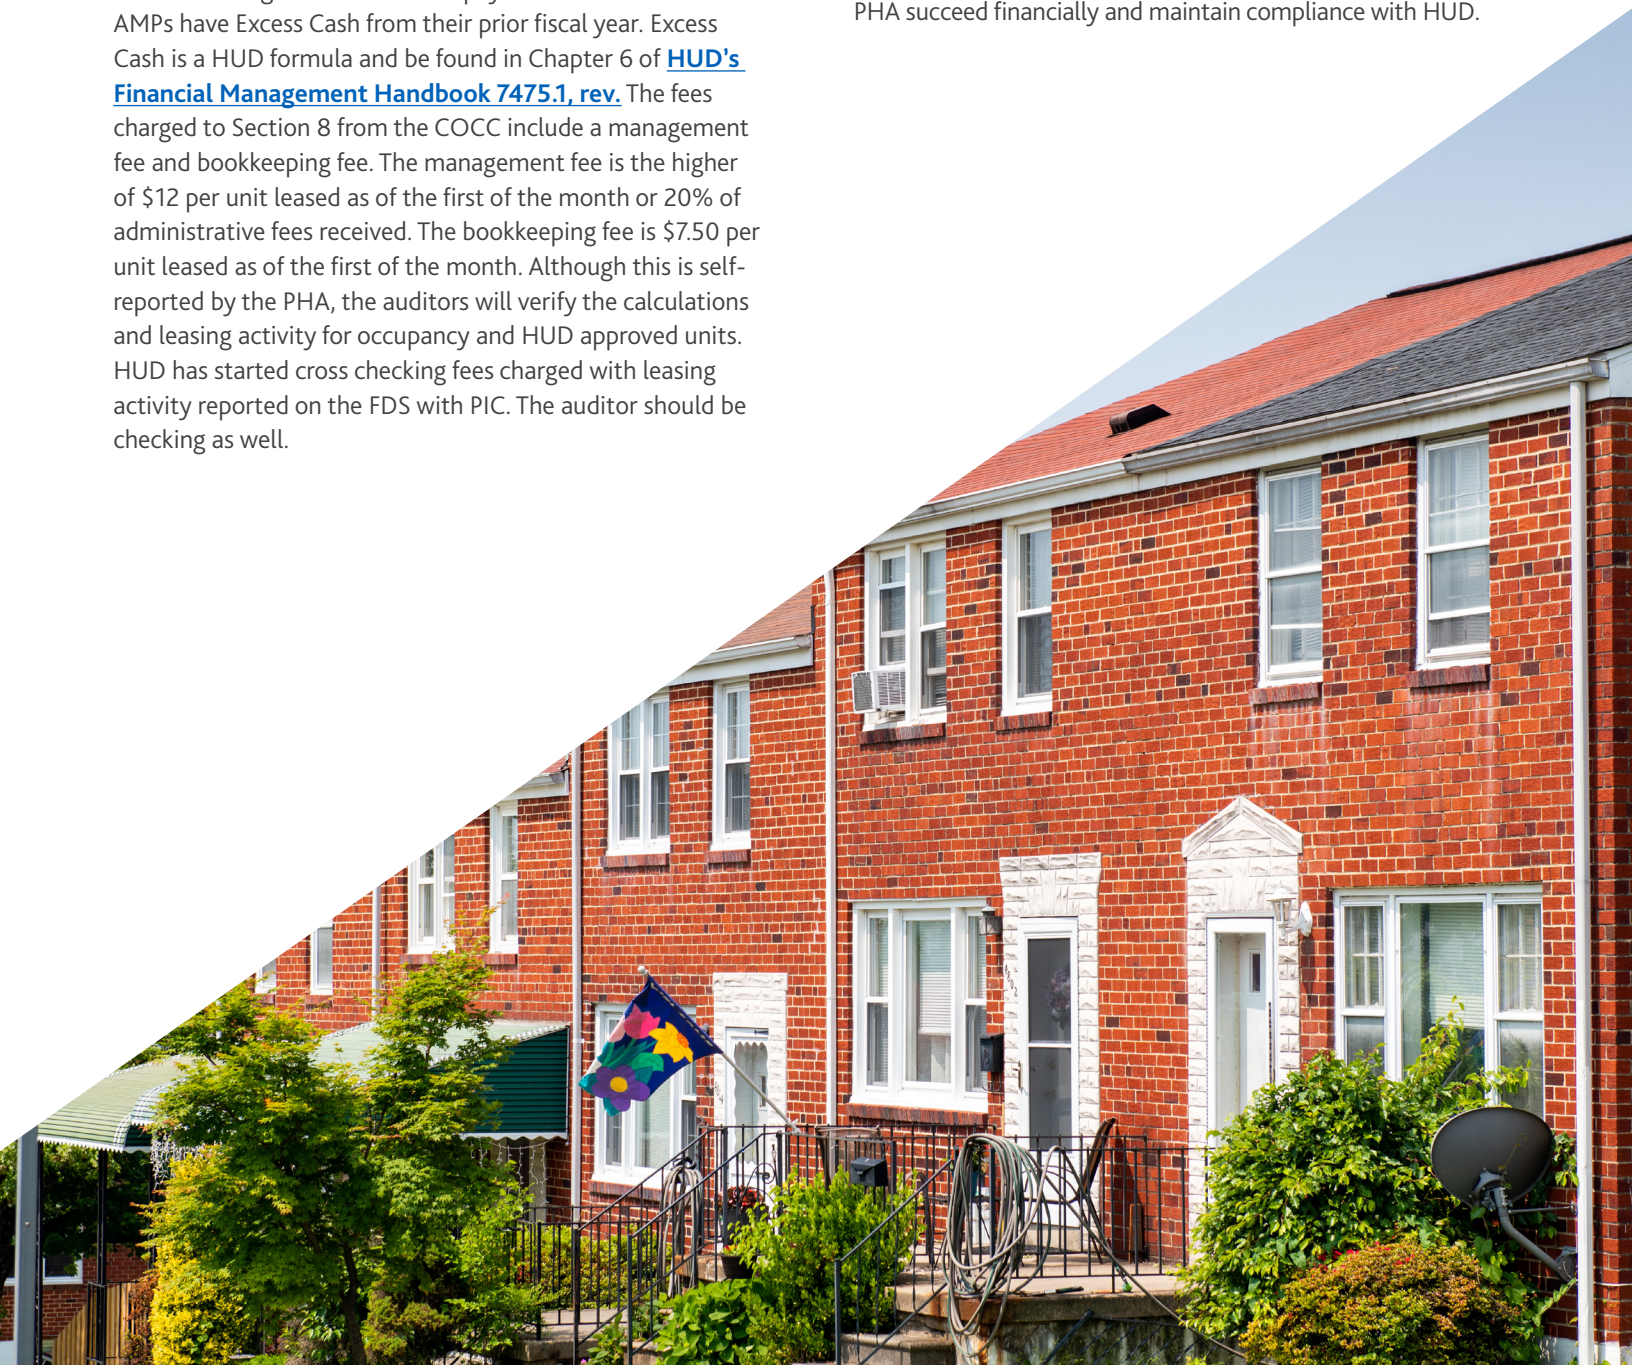 AMPs have Excess Cash from their prior fiscal year. Excess
Cash is a HUD formula and be found in Chapter 6 of HUD's
Financial Management Handbook 7475.1, rev. The fees
charged to Section 8 from the COCC include a management
fee and bookkeeping fee. The management fee is the higher
of $12 per unit leased as of the first of the month or 20% of
administrative fees received. The bookkeeping fee is $7.50 per
unit leased as of the first of the month. Although this is self-
reported by the PHA, the auditors will verify the calculations
and leasing activity for occupancy and HUD approved units.
HUD has started cross checking fees charged with leasing
activity reported on the FDS with PIC. The auditor should be
checking as well.
PHA succeed financially and maintain compliance with HUD.